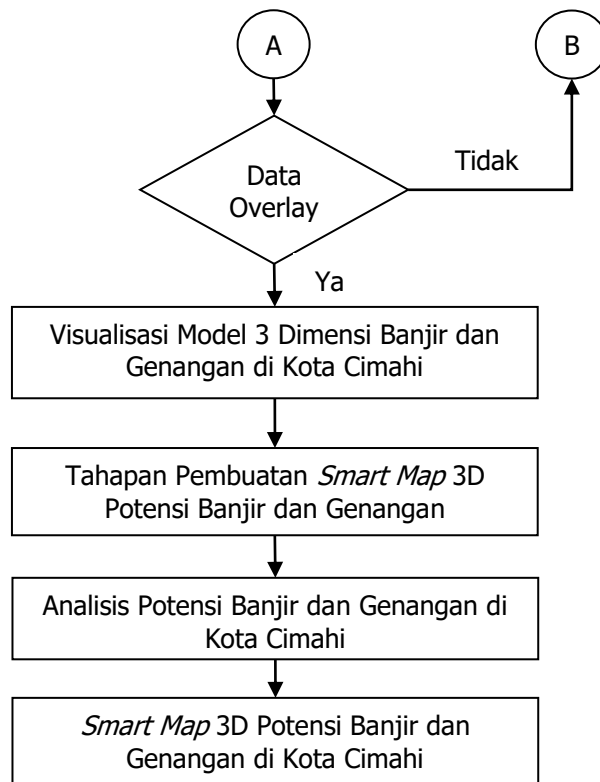 A
B
Data
Overlay
Tidak
Ya
Visualisasi Model 3 Dimensi Banjir dan
Genangan di Kota Cimahi
Tahapan Pembuatan Smart Map 3D
Potensi Banjir dan Genangan
Analisis Potensi Banjir dan Genangan di
Kota Cimahi
Smart Map 3D Potensi Banjir dan
Genangan di Kota Cimahi